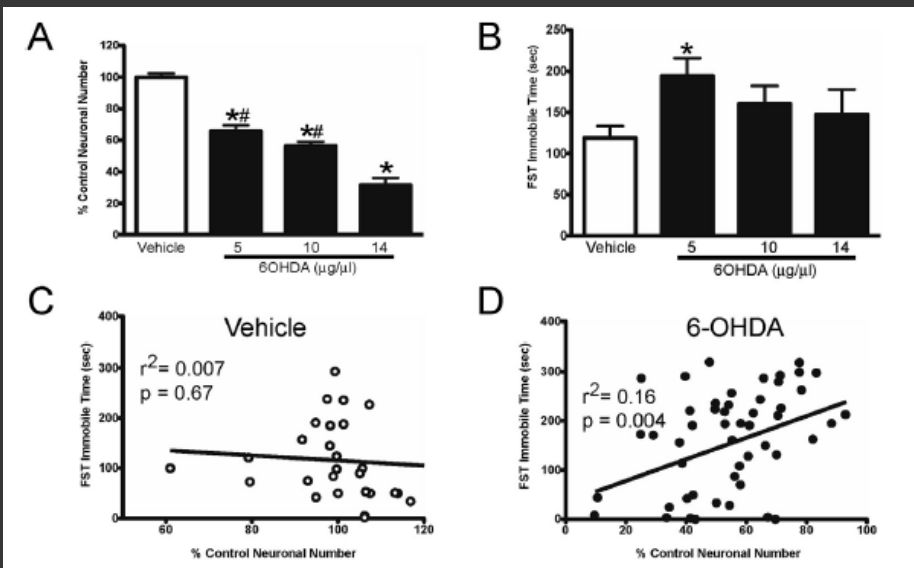 A
% Control Neuronal Number
120
100
80
60
40
20
0
*#
*#
*
Vehicle 5 10 14
6OHDA (µg/µl)
B
FST Immobile Time (sec)
250
200
150
100
50
0
*
Vehicle 5 10 14
6OHDA (µg/µl)
C
Vehicle
FST Immobile Time (sec)
400
300
200
100
0
r2= 0.007
p = 0.67
60 80 100 120
% Control Neuronal Number
D
6-OHDA
FST Immobile Time (sec)
400
300
200
100
0
r2= 0.16
p = 0.004
0 20 40 60 80 100
% Control Neuronal Number